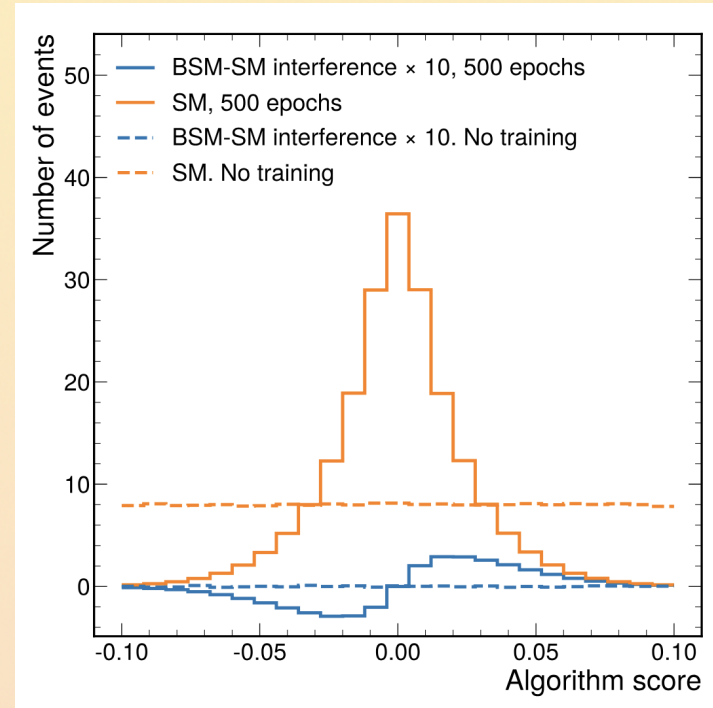 Number of events
BSM-SM interference × 10, 500 epochs
SM, 500 epochs
BSM-SM interference × 10. No training
SM. No training
50
40
30
20
10
0
-0.10 -0.05 0.00 0.05 0.10
Algorithm score